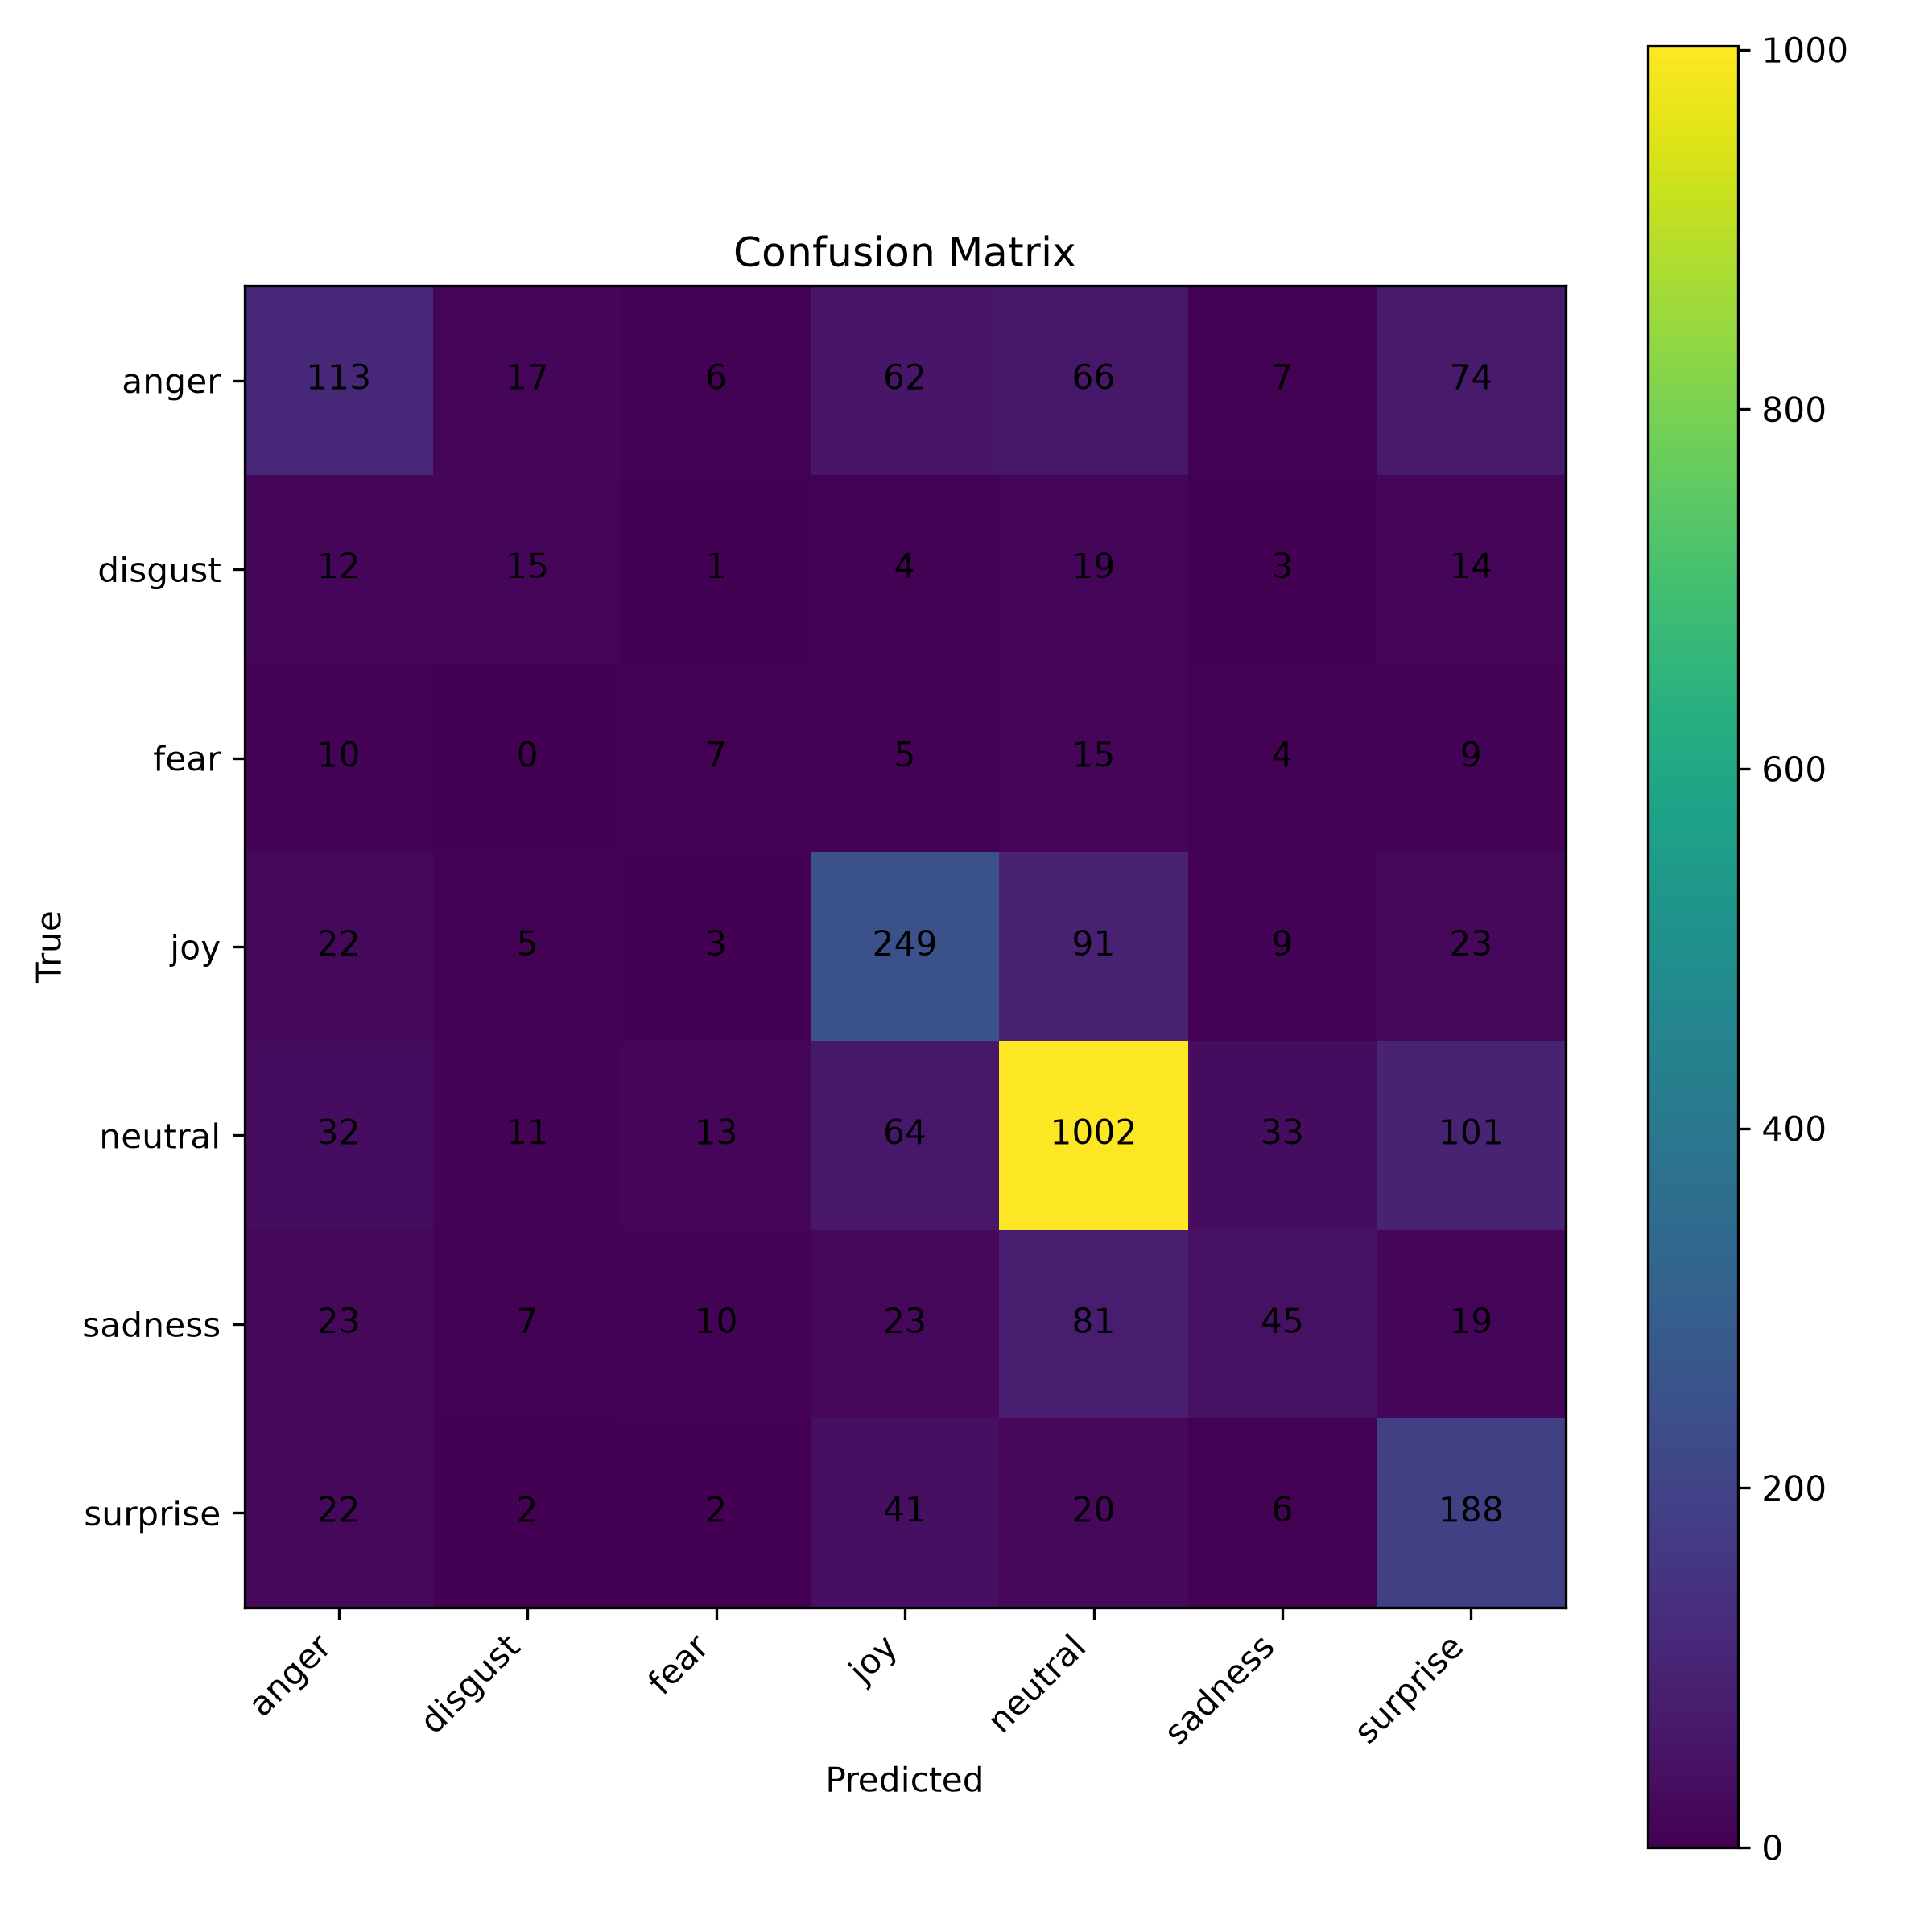 Confusion Matrix
anger 113 17 6 62 66 7 74
disgust 12 15 1 4 19 3 14
fear 10 0 7 5 15 4 9
joy 22 5 3 249 91 9 23
neutral 32 11 13 64 1002 33 101
sadness 23 7 10 23 81 45 19
surprise 22 2 2 41 20 6 188
anger disgust fear joy neutral sadness surprise
Predicted
True
1000
800
600
400
200
0